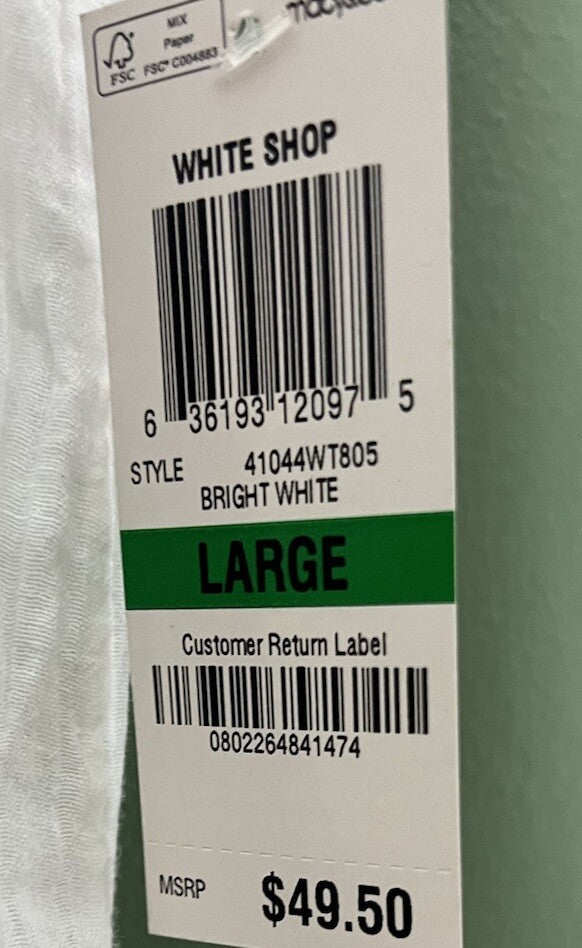 MIX
Paper
FSC
FSC® C004883
WHITE SHOP
6 36193 12097 5
STYLE 41044WT805
BRIGHT WHITE
LARGE
Customer Return Label
0802264841474
MSRP $49.50